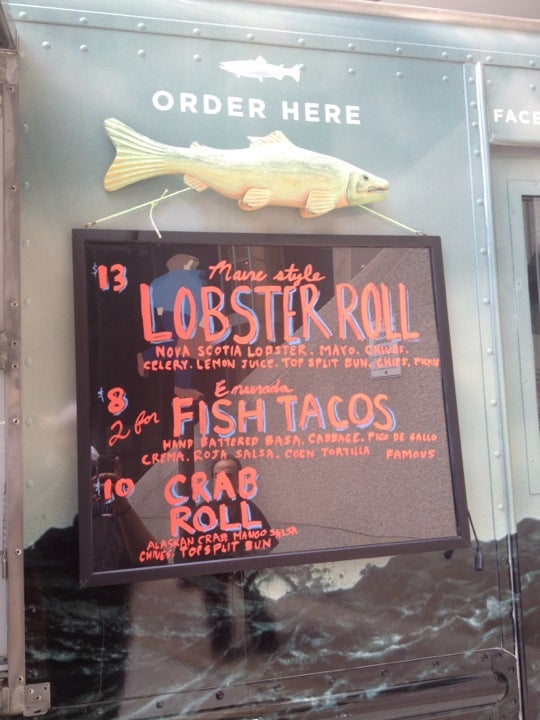 ORDER HERE
FACE
$13 Maine style
LOBSTER ROLL
NOVA SCOTIA LOBSTER, MAYO, CHIVES,
CELERY, LEMON JUICE, TOP SPLIT BUN, CHIPS, PICKLE
$8 Ensenada
2 for FISH TACOS
HAND BATTERED BASA, CABBAGE, PICO DE GALLO
CREMA, ROJA SALSA, CORN TORTILLA FAMOUS
$10 CRAB
ROLL
ALASKAN CRAB, MANGO SALSA
CHIVES, TOP SPLIT BUN